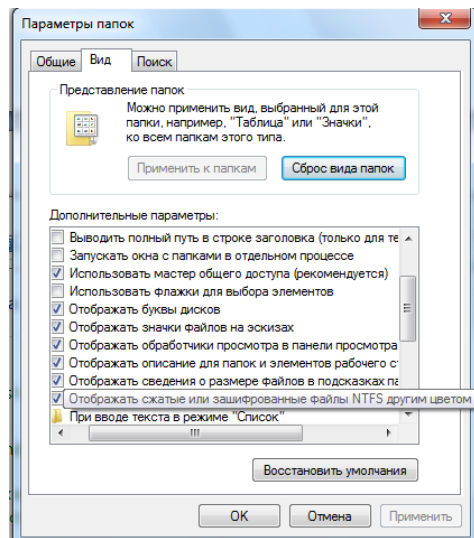 Параметры папок
Общие Вид Поиск
Представление папок
Можно применить вид, выбранный для этой
папки, например, "Таблица" или "Значки",
ко всем папкам этого типа.
Применить к папкам Сброс вида папок
Дополнительные параметры:
Выводить полный путь в строке заголовка (только для те
Запускать окна с папками в отдельном процессе
Использовать мастер общего доступа (рекомендуется)
Использовать флажки для выбора элементов
Отображать буквы дисков
Отображать значки файлов на эскизах
Отображать обработчики просмотра в панели просмотра
Отображать описание для папок и элементов рабочего с
Отображать сведения о размере файлов в подсказках па
Отображать сжатые или зашифрованные файлы NTFS другим цветом
При вводе текста в режиме "Список"
Восстановить умолчания
OK Отмена Применить